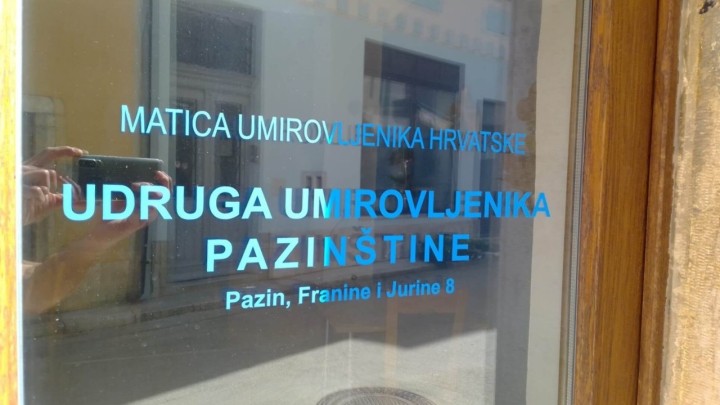 MATICA UMIROVLJENIKA HRVATSKE
UDRUGA UMIROVLJENIKA
PAZINŠTINE
Pazin, Franine i Jurine 8